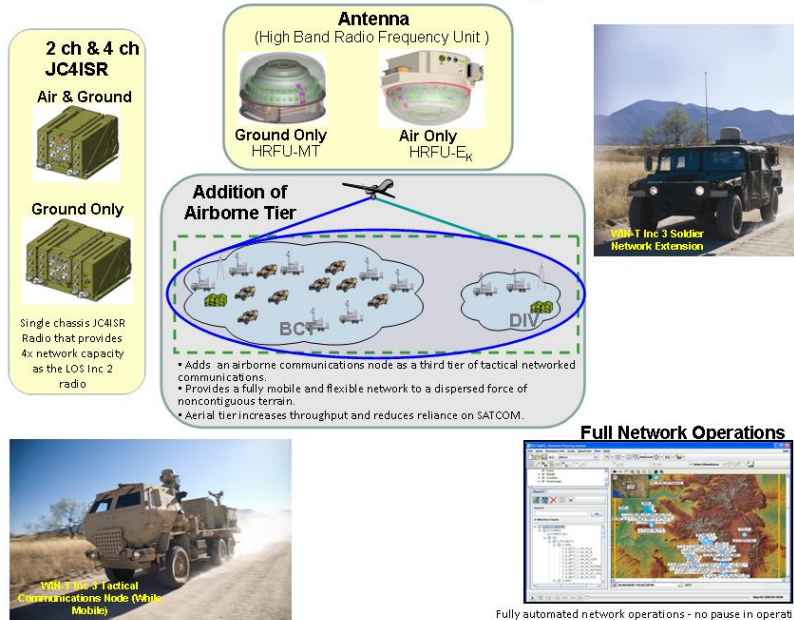 2 ch & 4 ch
JC4ISR
Air & Ground
Ground Only
Single chassis JC4ISR
Radio that provides
4x network capacity
as the LOS Inc 2
radio
Antenna
(High Band Radio Frequency Unit )
Ground Only
HRFU-MT
Air Only
HRFU-EK
Addition of
Airborne Tier
BCT
DIV
▪ Adds an airborne communications node as a third tier of tactical networked
communications.
▪ Provides a fully mobile and flexible network to a dispersed force of
noncontiguous terrain.
▪ Aerial tier increases throughput and reduces reliance on SATCOM.
WIN-T Inc 3 Soldier
Network Extension
WIN-T Inc 3 Tactical
Communications Node (While
Mobile)
Full Network Operations
Fully automated network operations - no pause in operati